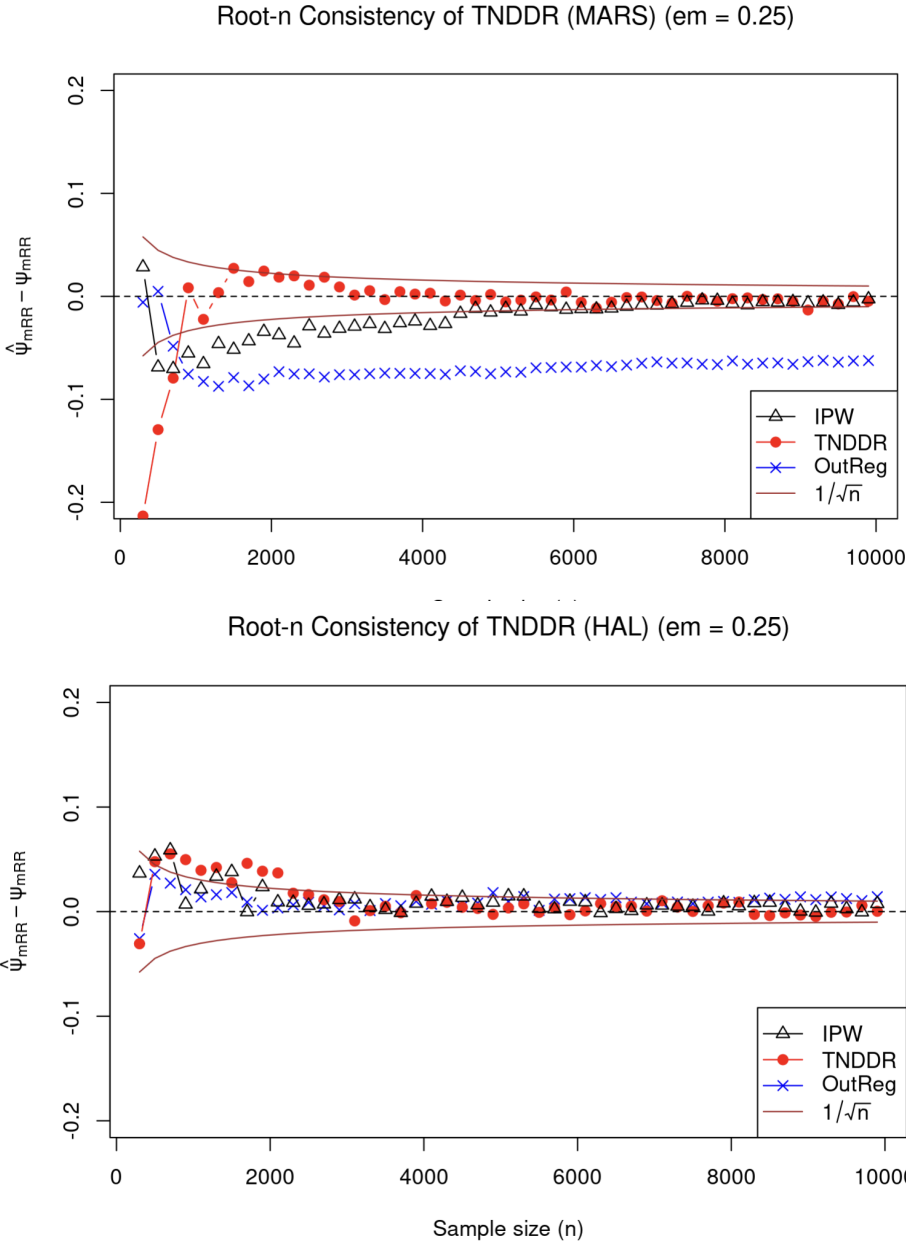 Root-n Consistency of TNDDR (MARS) (em = 0.25)
0.2
0.1
0.0
-0.1
-0.2
ψ̂mRR − ψmRR
IPW
TNDDR
OutReg
1/√n
0 2000 4000 6000 8000 10000
Root-n Consistency of TNDDR (HAL) (em = 0.25)
0.2
0.1
0.0
-0.1
-0.2
ψ̂mRR − ψmRR
IPW
TNDDR
OutReg
1/√n
0 2000 4000 6000 8000 1000
Sample size (n)